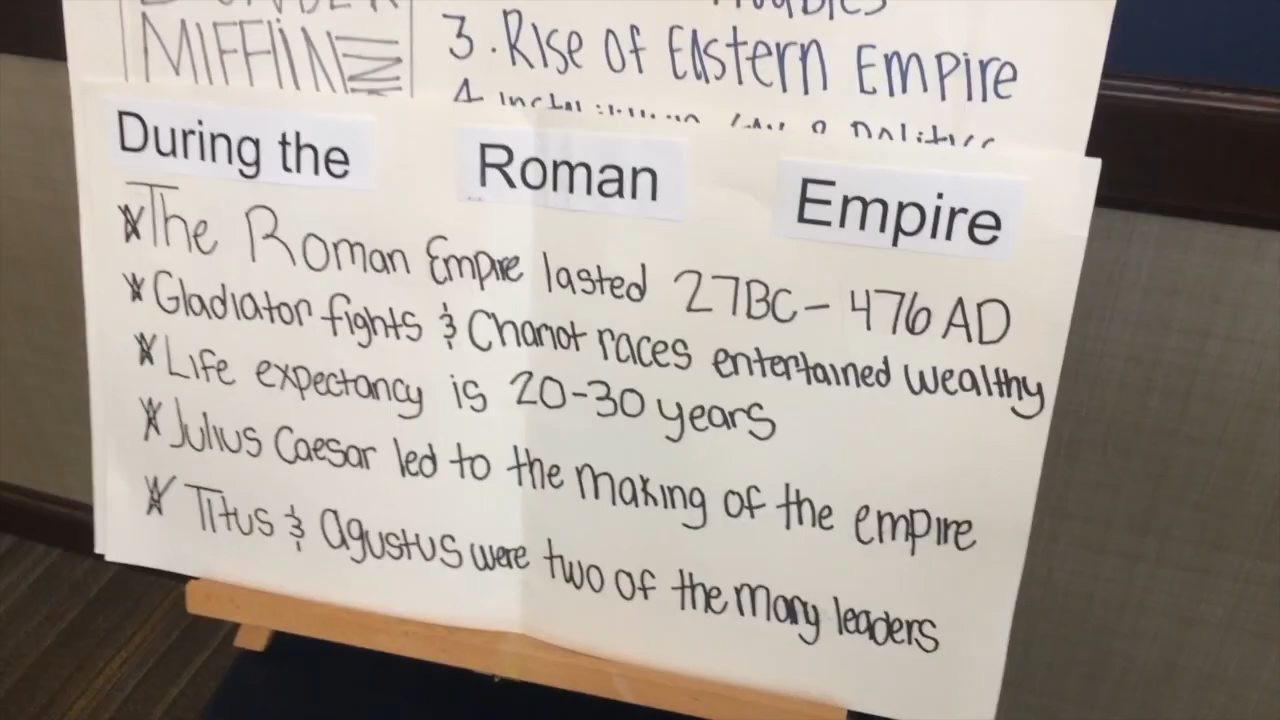 MIFFLIN
3. Rise of Eastern Empire
During the Roman Empire
The Roman Empire lasted 27BC - 476 AD
Gladiator fights & Chariot races entertained wealthy
Life expectancy is 20-30 years
Julius Caesar led to the making of the empire
Titus & Agustus were two of the many leaders